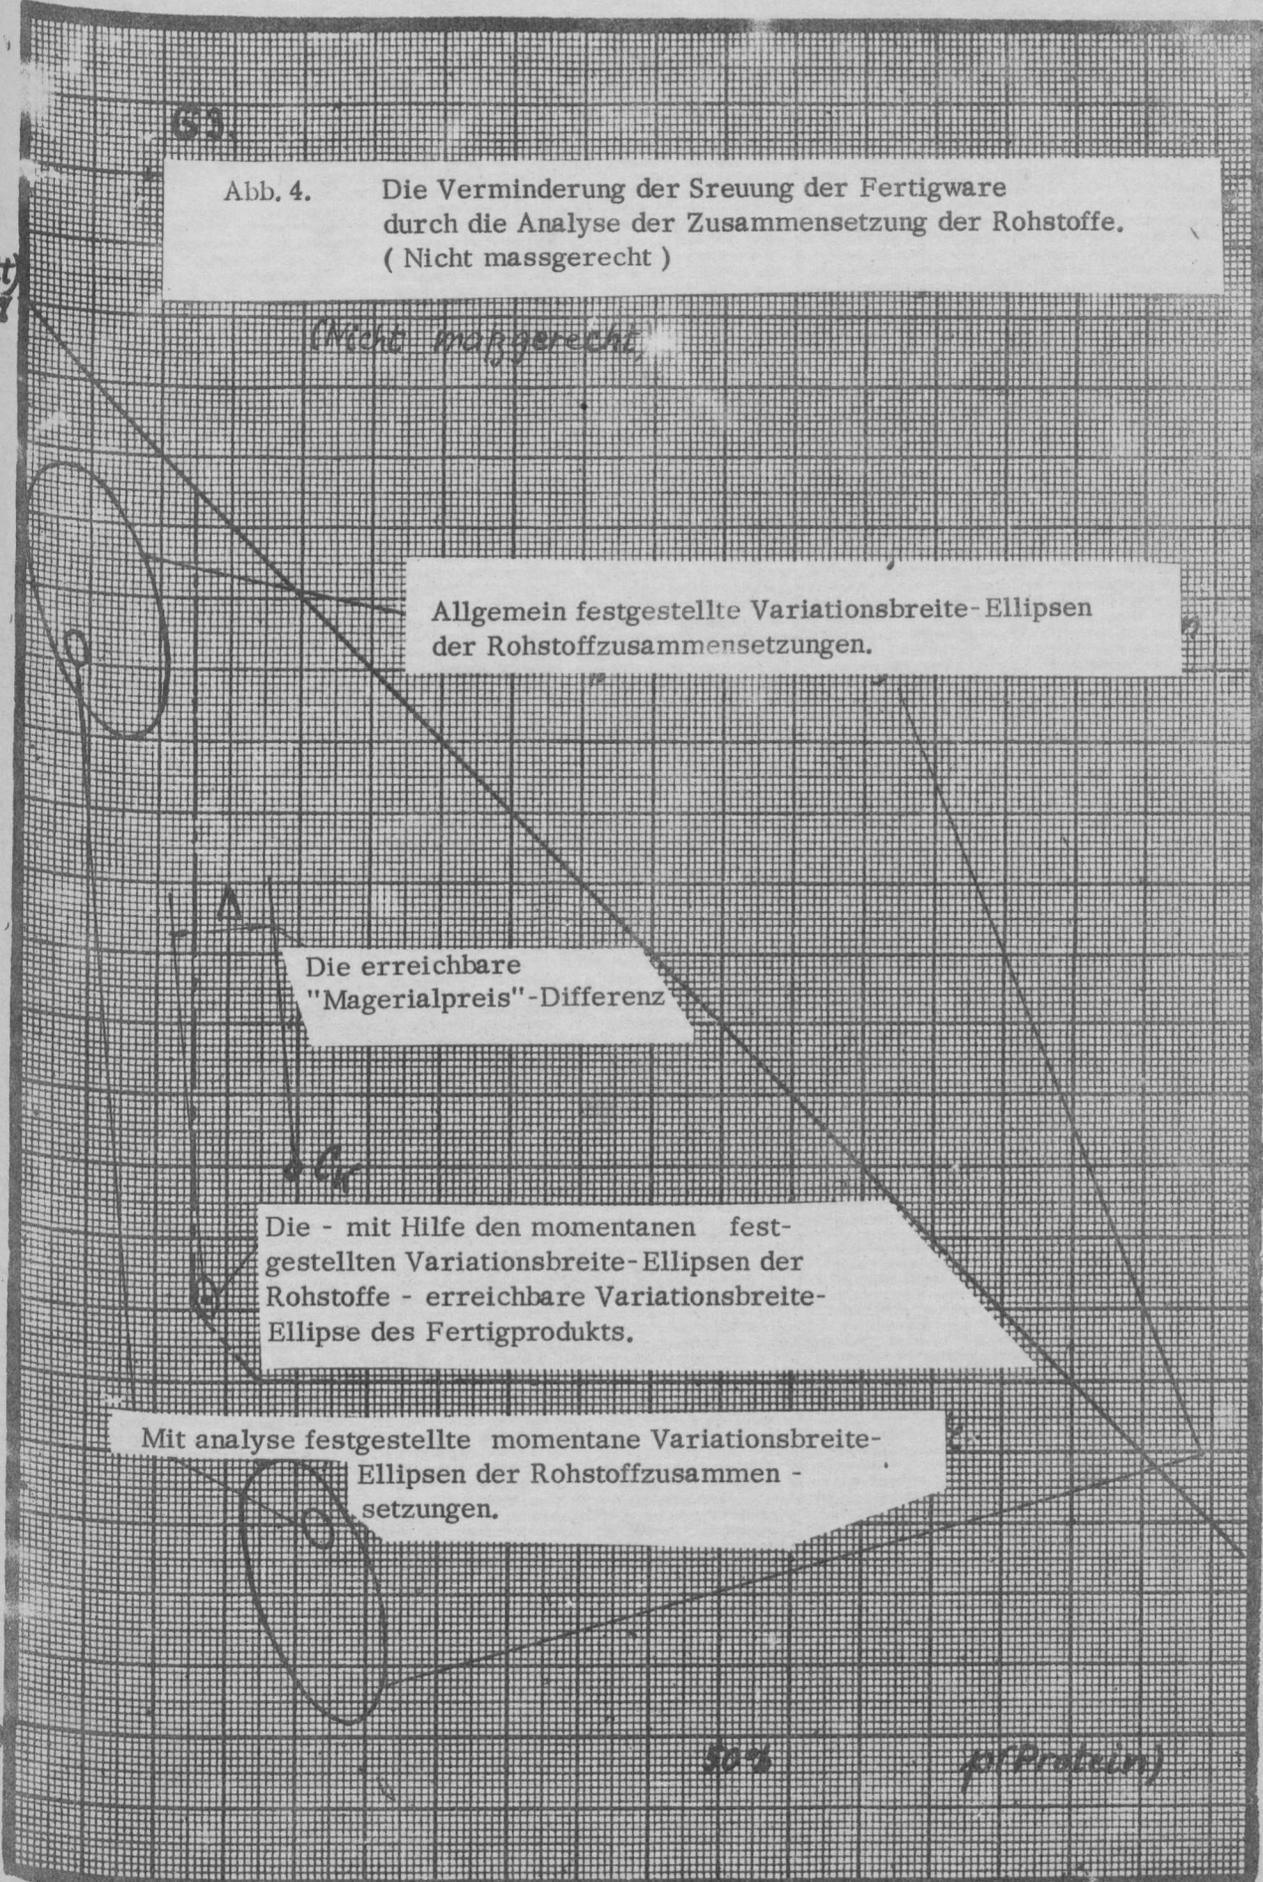 G3.
Abb. 4. Die Verminderung der Sreuung der Fertigware
durch die Analyse der Zusammensetzung der Rohstoffe.
( Nicht massgerecht )
(Nicht maßgerecht)
Allgemein festgestellte Variationsbreite-Ellipsen
der Rohstoffzusammensetzungen.
Δ
Die erreichbare
"Magerialpreis"-Differenz
CK
Die - mit Hilfe den momentanen fest-
gestellten Variationsbreite-Ellipsen der
Rohstoffe - erreichbare Variationsbreite-
Ellipse des Fertigprodukts.
Mit analyse festgestellte momentane Variationsbreite-
Ellipsen der Rohstoffzusammen -
setzungen.
50% p(Protein)